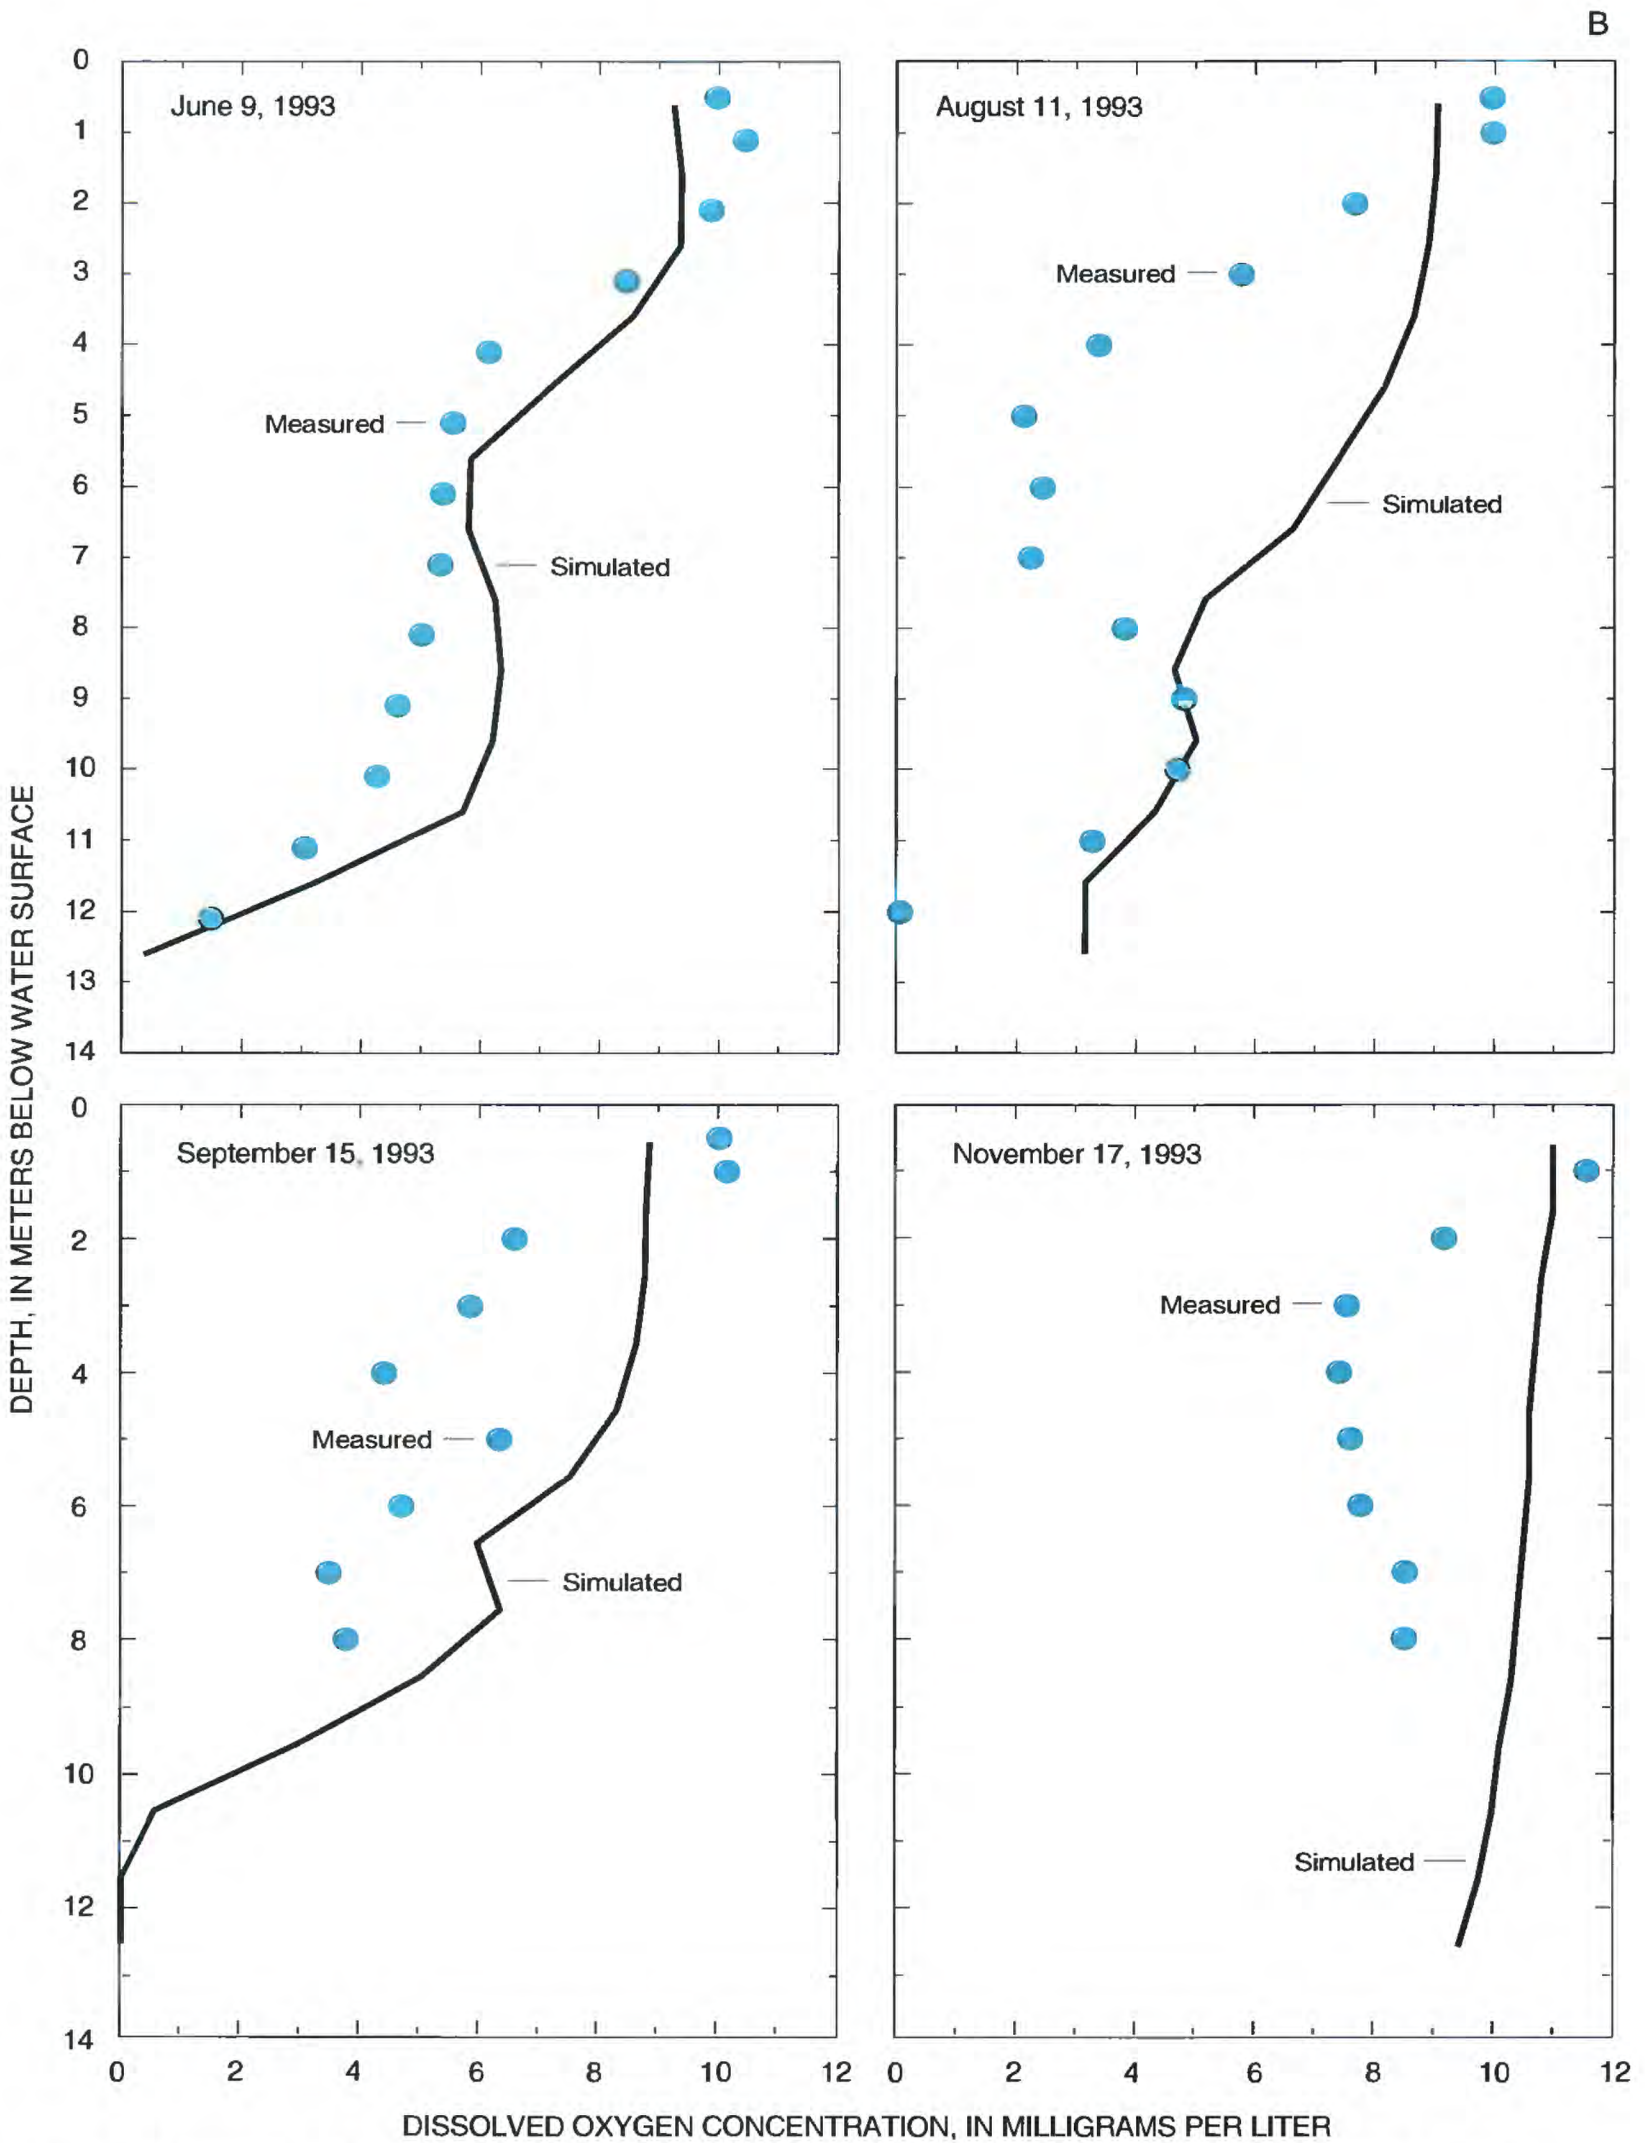 B
June 9, 1993
August 11, 1993
0
1
2
3
4
5
6
7
8
9
10
11
12
13
14
Measured
Simulated
Measured
Simulated
DEPTH, IN METERS BELOW WATER SURFACE
September 15, 1993
November 17, 1993
0
2
4
6
8
10
12
14
Measured
Simulated
Measured
Simulated
0 2 4 6 8 10 12
0 2 4 6 8 10 12
DISSOLVED OXYGEN CONCENTRATION, IN MILLIGRAMS PER LITER